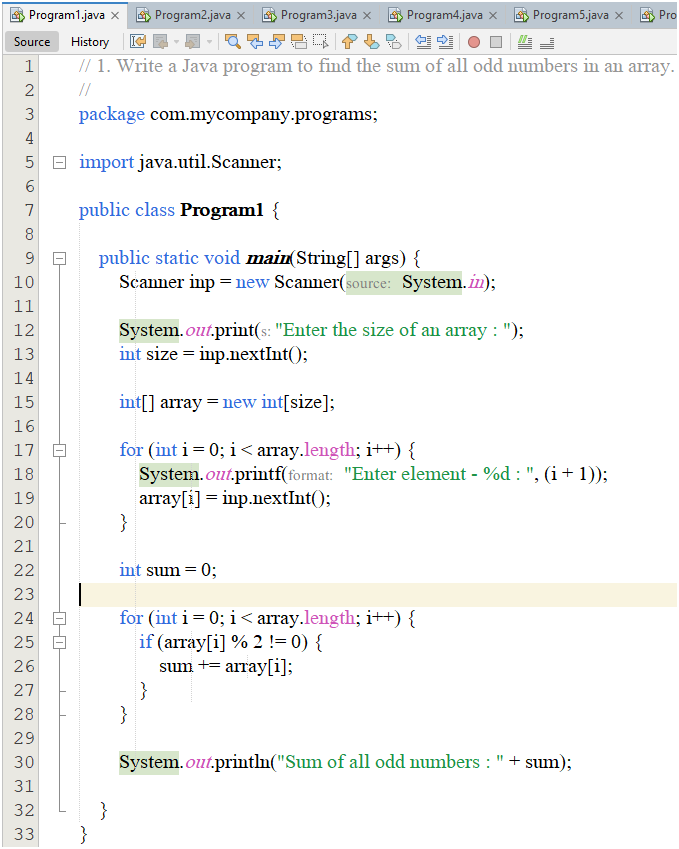 Program1.java Program2.java Program3.java Program4.java Program5.java Pro
Source History
1 // 1. Write a Java program to find the sum of all odd numbers in an array.
2 //
3 package com.mycompany.programs;
4
5 import java.util.Scanner;
6
7 public class Program1 {
8
9 public static void main(String[] args) {
10 Scanner inp = new Scanner(source: System.in);
11
12 System.out.print(s: "Enter the size of an array : ");
13 int size = inp.nextInt();
14
15 int[] array = new int[size];
16
17 for (int i = 0; i < array.length; i++) {
18 System.out.printf(format: "Enter element - %d : ", (i + 1));
19 array[i] = inp.nextInt();
20 }
21
22 int sum = 0;
23
24 for (int i = 0; i < array.length; i++) {
25 if (array[i] % 2 != 0) {
26 sum += array[i];
27 }
28 }
29
30 System.out.println("Sum of all odd numbers : " + sum);
31
32 }
33 }